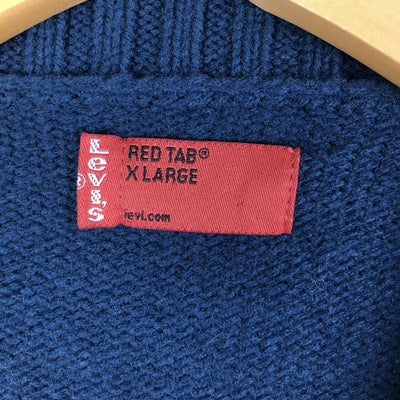 LEVI'S®
RED TAB®
X LARGE
levi.com